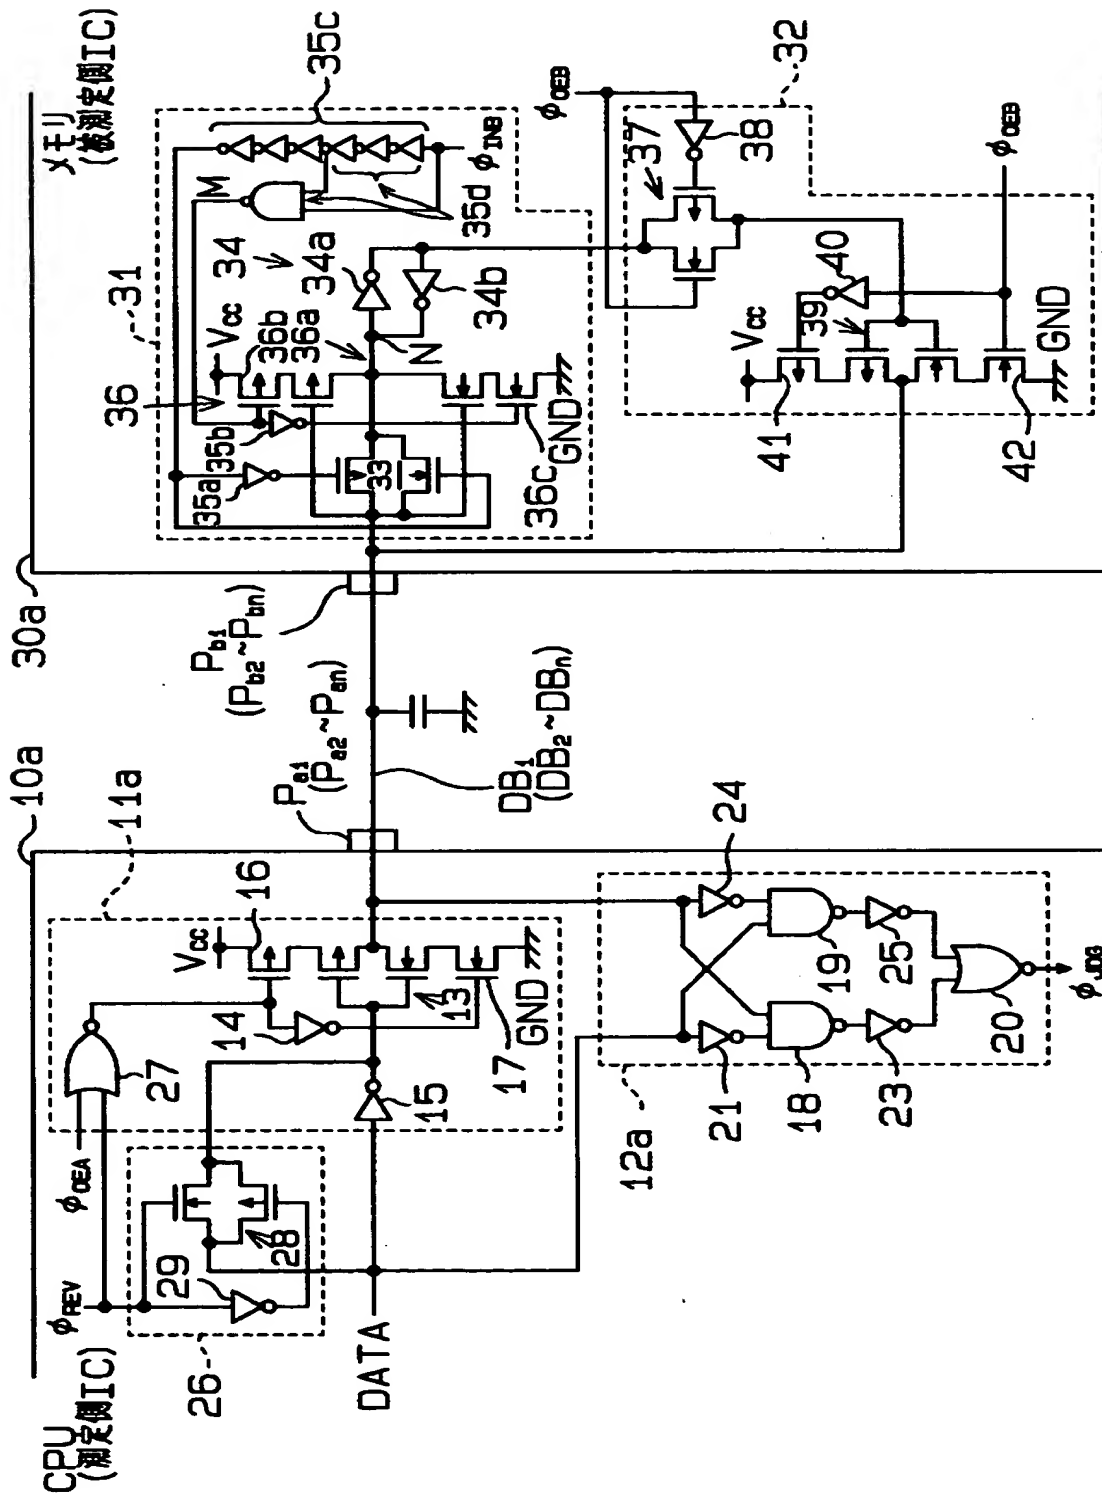 CPU
(測定側IC)
10a
φREV
φOEA
27
11a
VCC
16
14
13
17
GND
15
29
28
26
DATA
12a
21
24
18
19
23
25
20
φJDG
Pa1
(Pa2~Pan)
DB1
(DB2~DBn)
Pb1
(Pb2~Pbn)
30a
メモリ
(被測定側IC)
31
36
VCC
36b
36a
35b
35a
33
36c
GND
34
34a
34b
N
M
35c
35d
φINB
φOEB
37
38
32
VCC
39
40
41
42
GND
φOEB